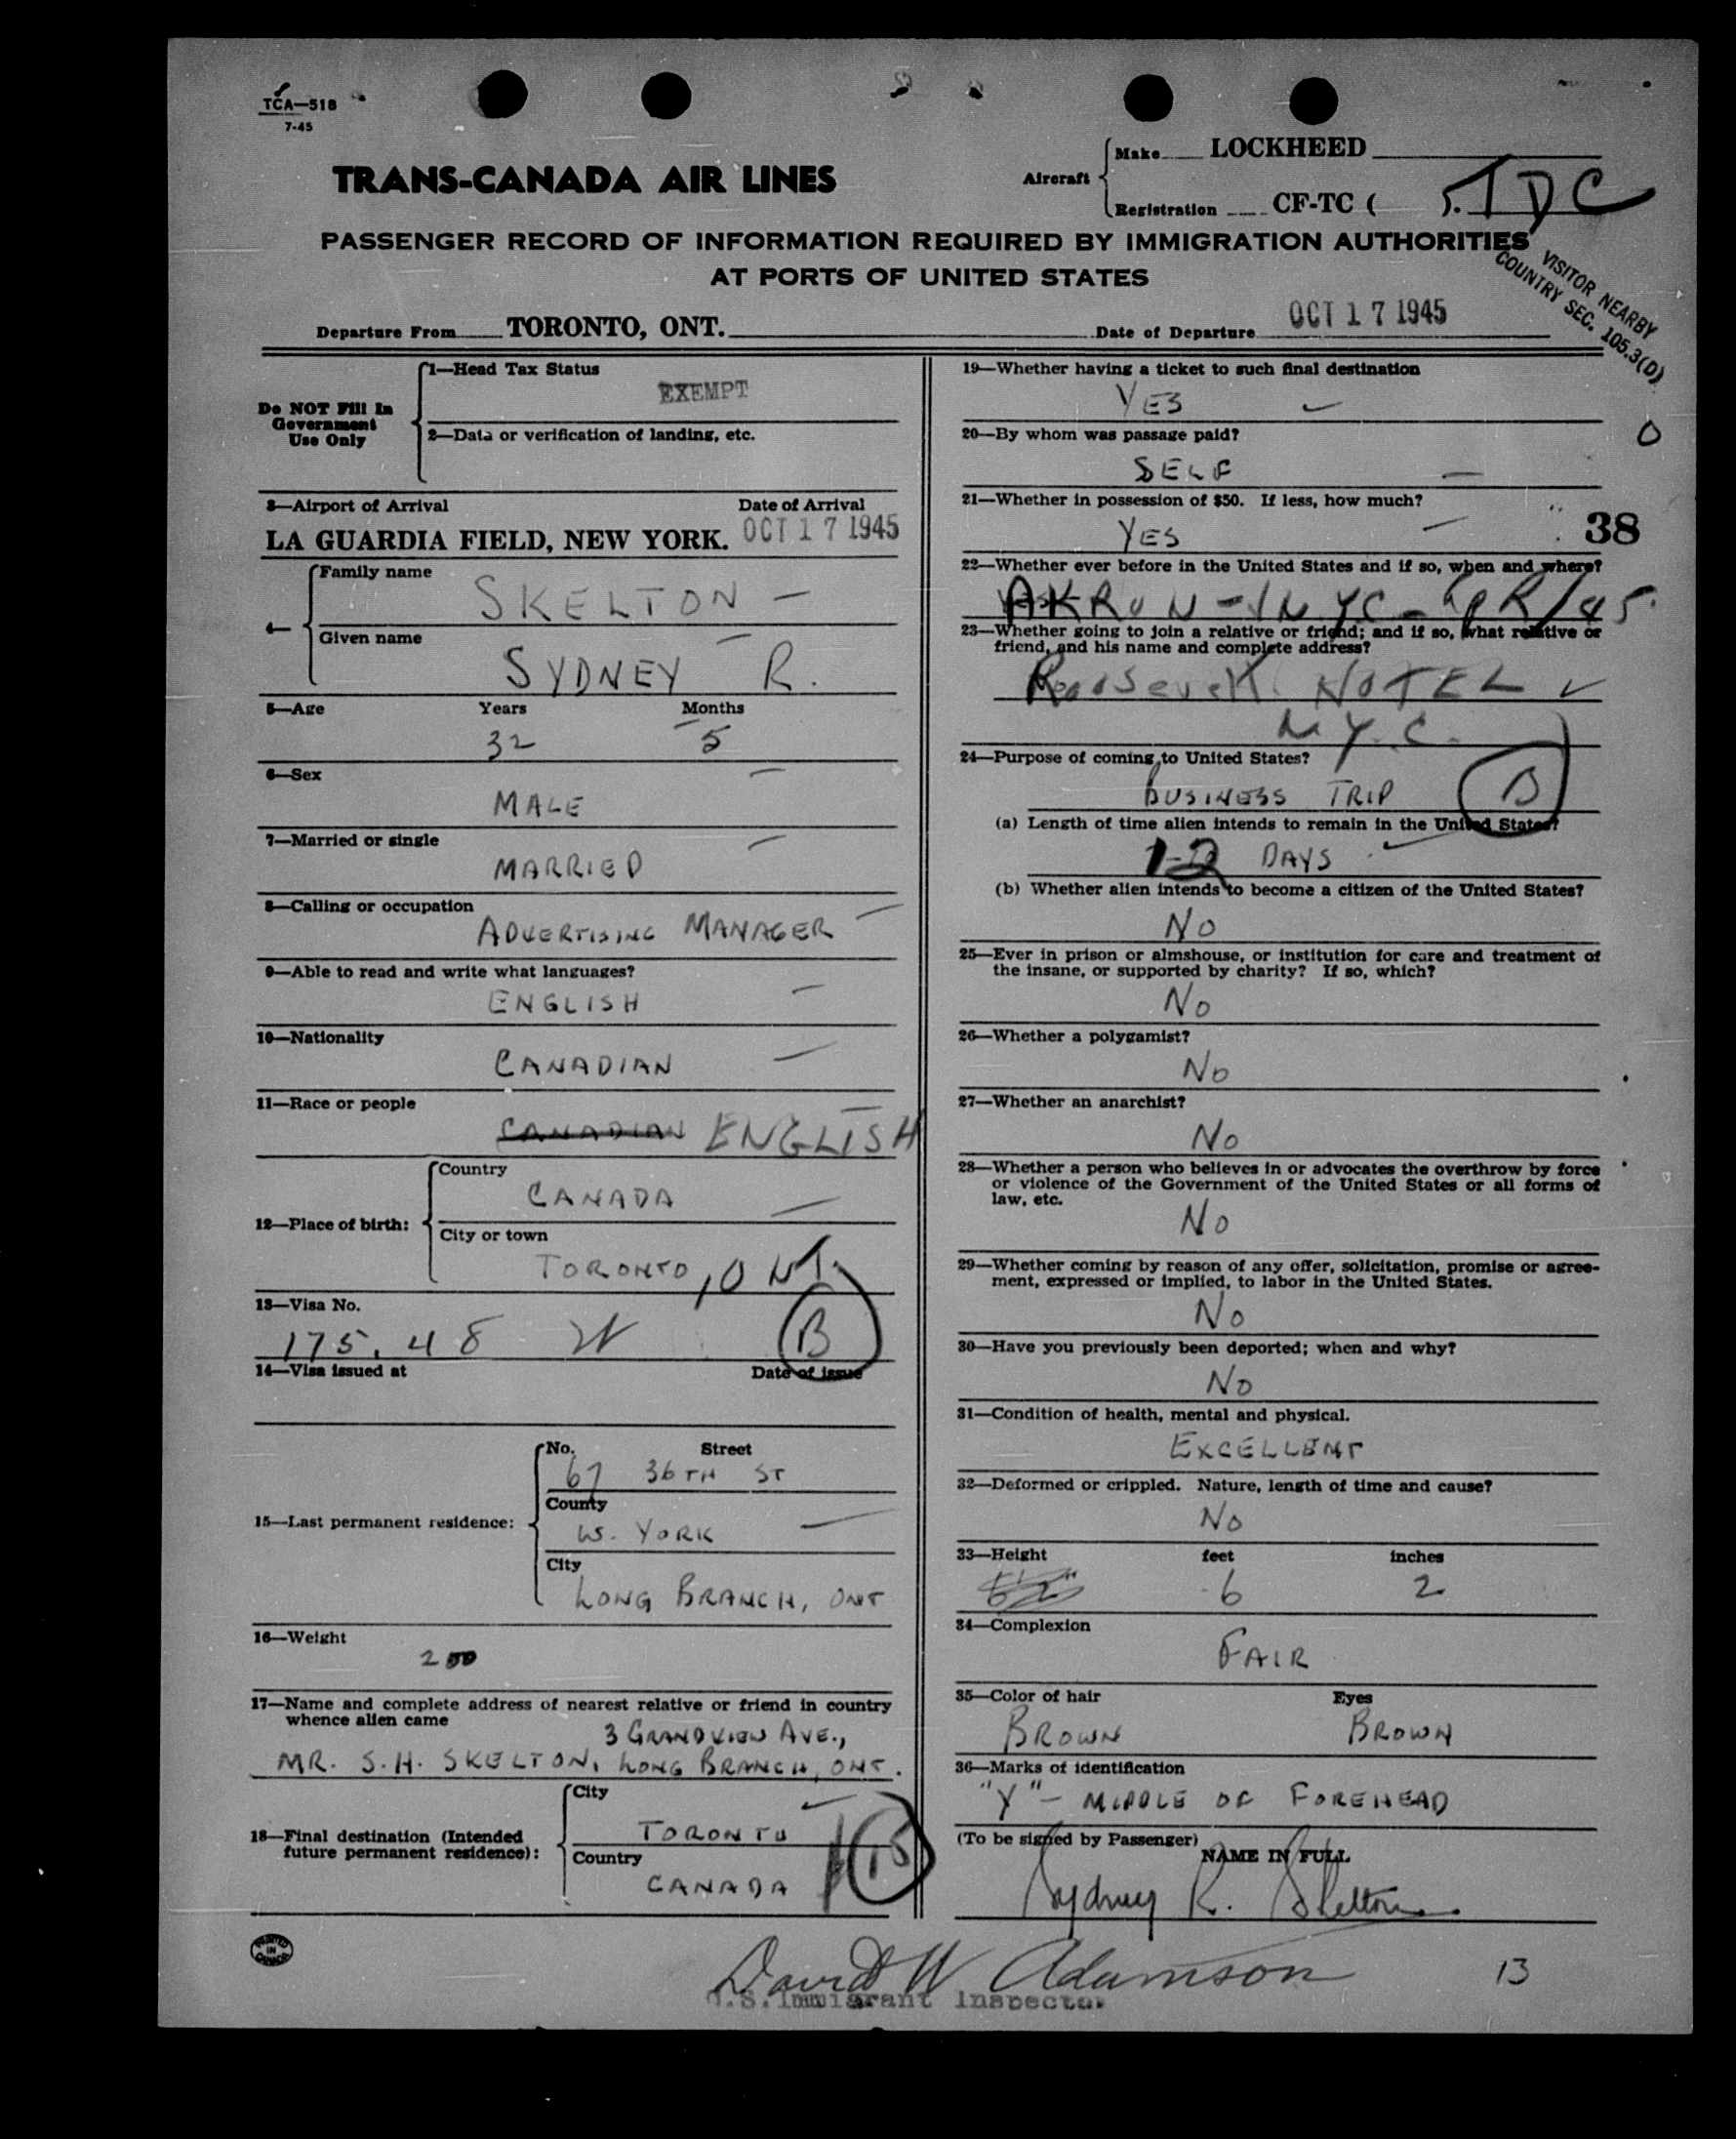 TCA—518
7-45
TRANS-CANADA AIR LINES
Aircraft
Make LOCKHEED
Registration CF-TC ( ). TDC
PASSENGER RECORD OF INFORMATION REQUIRED BY IMMIGRATION AUTHORITIES
AT PORTS OF UNITED STATES
VISITOR NEARBY
COUNTRY SEC. 105.3(D)
Departure From TORONTO, ONT. Date of Departure OCT 17 1945
Do NOT Fill In
Government
Use Only
1—Head Tax Status
EXEMPT
2—Data or verification of landing, etc.
3—Airport of Arrival Date of Arrival
LA GUARDIA FIELD, NEW YORK. OCT 17 1945
4—
Family name
SKELTON —
Given name
SYDNEY R.
5—Age Years Months
32 5
6—Sex
MALE
7—Married or single
MARRIED
8—Calling or occupation
ADVERTISING MANAGER
9—Able to read and write what languages?
ENGLISH
10—Nationality
CANADIAN
11—Race or people
CANADIAN ENGLISH
12—Place of birth:
Country
CANADA
City or town
TORONTO, ONT.
13—Visa No.
175.48 B
14—Visa issued at Date of issue
15—Last permanent residence:
No. Street
67 36TH ST
County
W. YORK
City
LONG BRANCH, ONT
16—Weight
200
17—Name and complete address of nearest relative or friend in country
whence alien came
3 GRANDVIEW AVE.,
MR. S. H. SKELTON, LONG BRANCH, ONT.
18—Final destination (Intended
future permanent residence):
City
TORONTO
Country
CANADA
B
PRINTED
IN
CANADA
19—Whether having a ticket to such final destination
YES
20—By whom was passage paid?
0
SELF
21—Whether in possession of $50. If less, how much?
YES
38
22—Whether ever before in the United States and if so, when and where?
AKRON - NYC - APR/45
23—Whether going to join a relative or friend; and if so, what relative or
friend, and his name and complete address?
Roosevelt HOTEL
N.Y.C.
24—Purpose of coming to United States?
BUSINESS TRIP B
(a) Length of time alien intends to remain in the United States?
1-2 DAYS
(b) Whether alien intends to become a citizen of the United States?
NO
25—Ever in prison or almshouse, or institution for care and treatment of
the insane, or supported by charity? If so, which?
NO
26—Whether a polygamist?
NO
27—Whether an anarchist?
NO
28—Whether a person who believes in or advocates the overthrow by force
or violence of the Government of the United States or all forms of
law, etc.
NO
29—Whether coming by reason of any offer, solicitation, promise or agree-
ment, expressed or implied, to labor in the United States.
NO
30—Have you previously been deported; when and why?
NO
31—Condition of health, mental and physical.
EXCELLENT
32—Deformed or crippled. Nature, length of time and cause?
NO
33—Height feet inches
6 2
34—Complexion
FAIR
35—Color of hair Eyes
BROWN BROWN
36—Marks of identification
"Y" - MIDDLE OF FOREHEAD
(To be signed by Passenger)
NAME IN FULL
Sydney R. Skelton.
David W Adamson
U.S. Immigrant Inspector
13